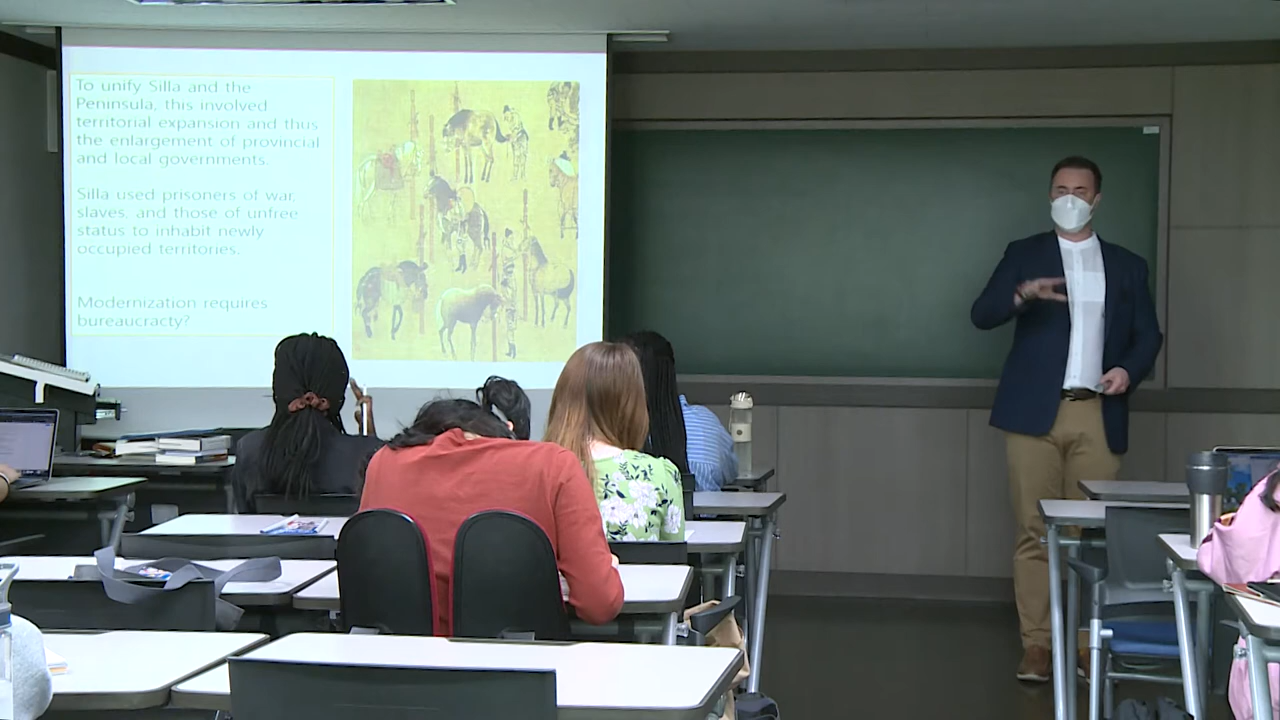 To unify Silla and the
Peninsula, this involved
territorial expansion and thus
the enlargement of provincial
and local governments.
Silla used prisoners of war,
slaves, and those of unfree
status to inhabit newly
occupied territories.
Modernization requires
bureaucracty?